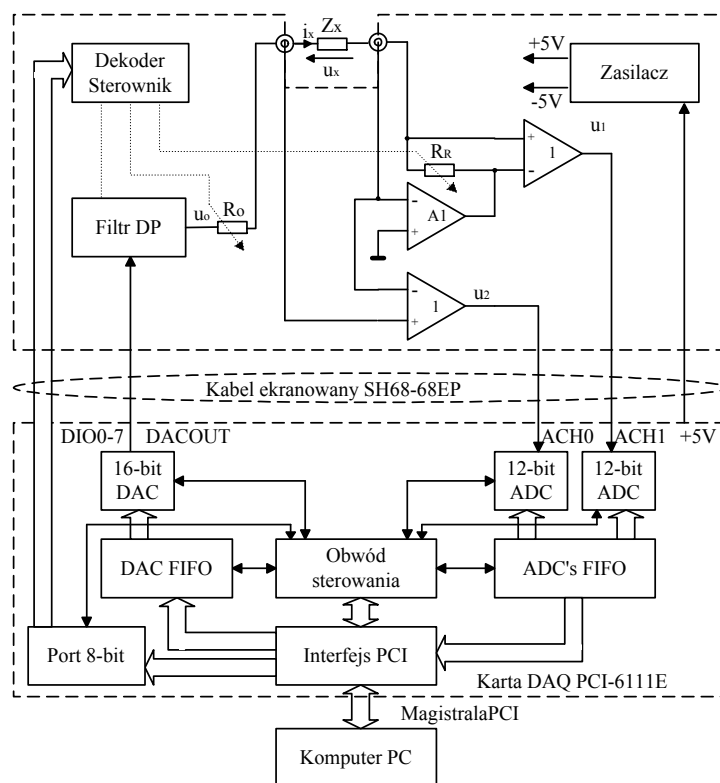 Dekoder
Sterownik
iₓ
Zₓ
uₓ
+5V
-5V
Zasilacz
u₁
+
-
1
R_R
-
A1
+
Filtr DP
u₀
Ro
-
1
+
u₂
Kabel ekranowany SH68-68EP
DIO0-7
DACOUT
ACH0
ACH1
+5V
16-bit
DAC
12-bit
ADC
12-bit
ADC
DAC FIFO
Obwód
sterowania
ADC's FIFO
Port 8-bit
Interfejs PCI
Karta DAQ PCI-6111E
MagistralaPCI
Komputer PC